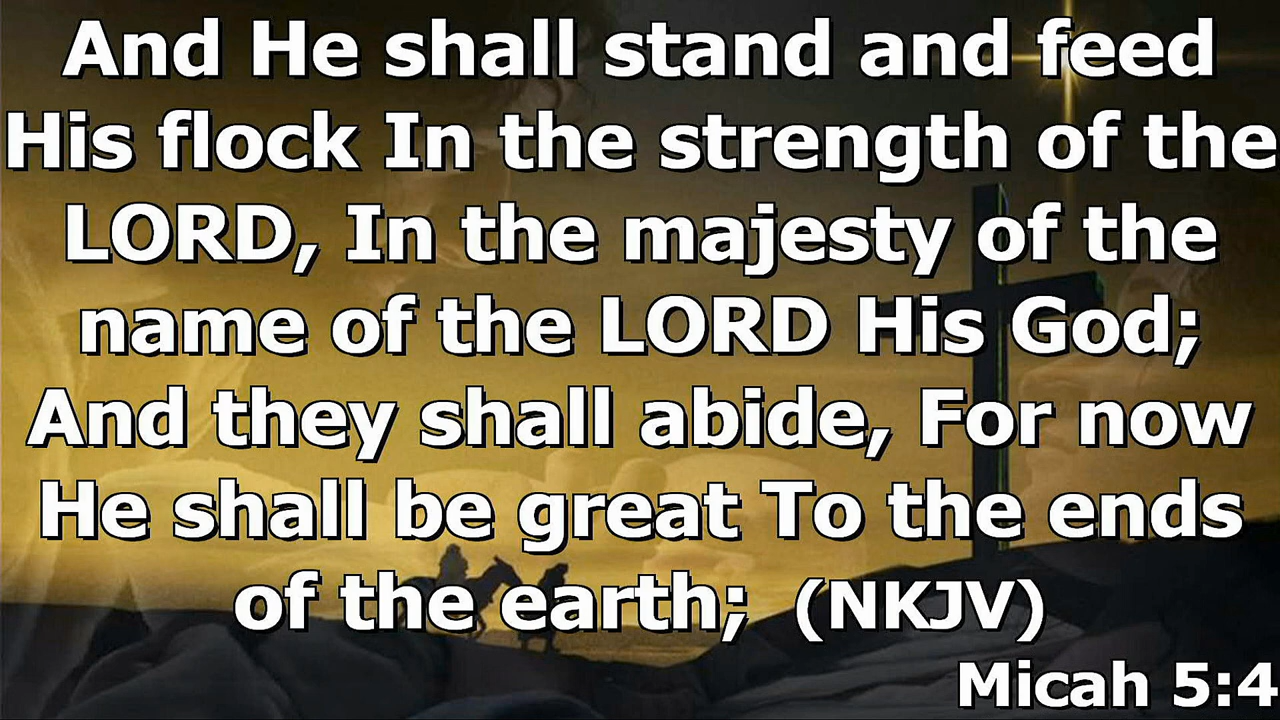 And He shall stand and feed
His flock In the strength of the
LORD, In the majesty of the
name of the LORD His God;
And they shall abide, For now
He shall be great To the ends
of the earth; (NKJV)
Micah 5:4